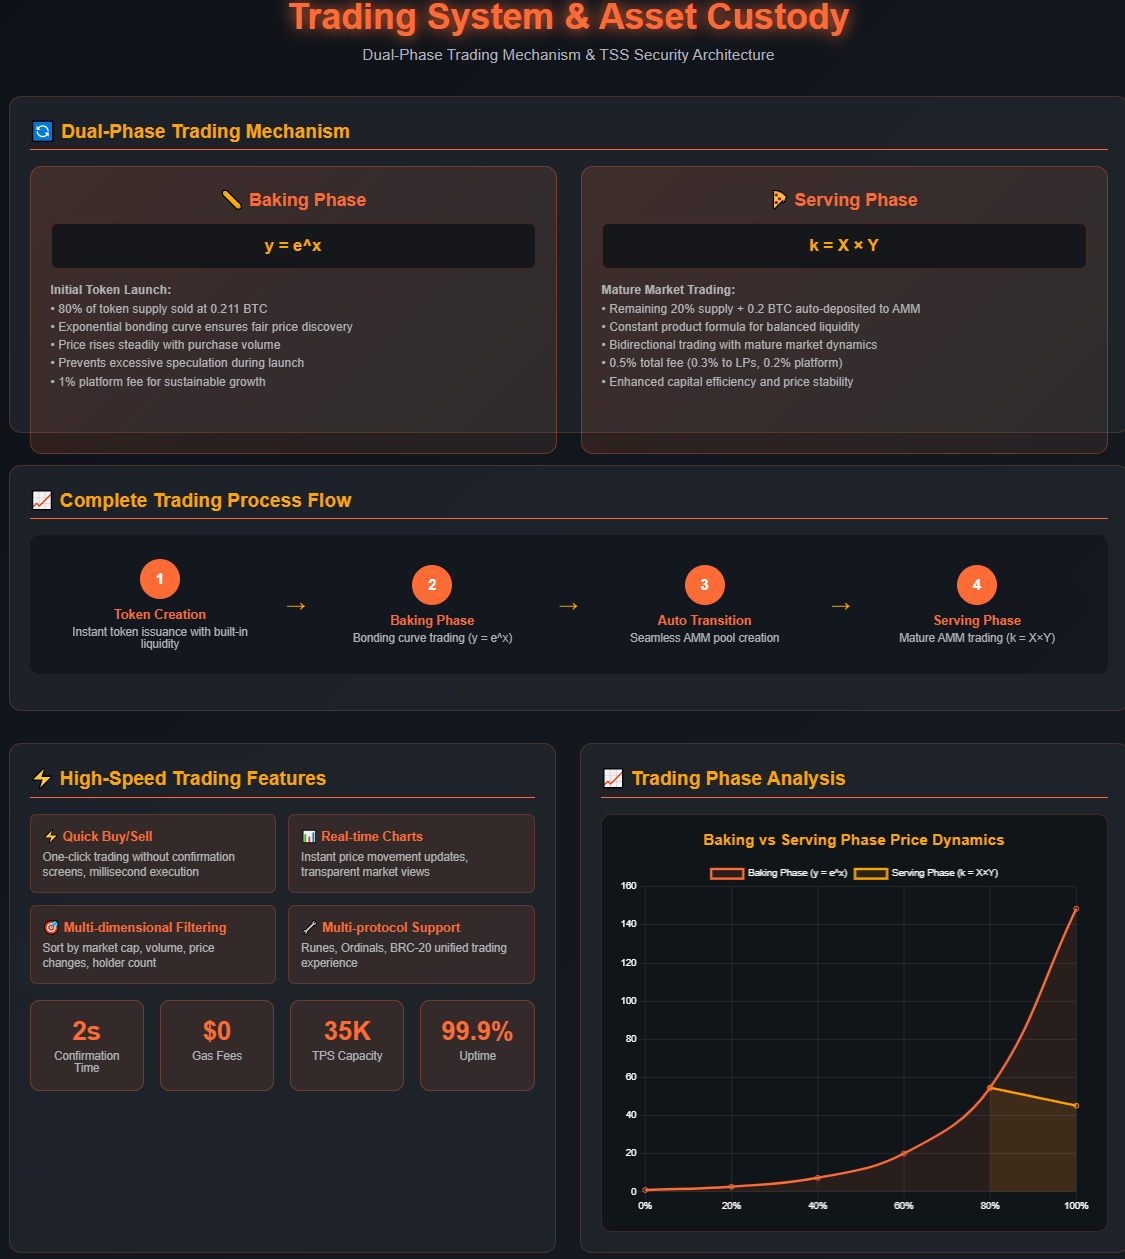 Trading System & Asset Custody
Dual-Phase Trading Mechanism & TSS Security Architecture
Dual-Phase Trading Mechanism
Baking Phase
y = e^x
Initial Token Launch:
• 80% of token supply sold at 0.211 BTC
• Exponential bonding curve ensures fair price discovery
• Price rises steadily with purchase volume
• Prevents excessive speculation during launch
• 1% platform fee for sustainable growth
Serving Phase
k = X × Y
Mature Market Trading:
• Remaining 20% supply + 0.2 BTC auto-deposited to AMM
• Constant product formula for balanced liquidity
• Bidirectional trading with mature market dynamics
• 0.5% total fee (0.3% to LPs, 0.2% platform)
• Enhanced capital efficiency and price stability
Complete Trading Process Flow
1
Token Creation
Instant token issuance with built-in
liquidity
→
2
Baking Phase
Bonding curve trading (y = e^x)
→
3
Auto Transition
Seamless AMM pool creation
→
4
Serving Phase
Mature AMM trading (k = X×Y)
High-Speed Trading Features
Quick Buy/Sell
One-click trading without confirmation
screens, millisecond execution
Real-time Charts
Instant price movement updates,
transparent market views
Multi-dimensional Filtering
Sort by market cap, volume, price
changes, holder count
Multi-protocol Support
Runes, Ordinals, BRC-20 unified trading
experience
2s
Confirmation
Time
$0
Gas Fees
35K
TPS Capacity
99.9%
Uptime
Trading Phase Analysis
Baking vs Serving Phase Price Dynamics
Baking Phase (y = e^x)
Serving Phase (k = X×Y)
160
140
120
100
80
60
40
20
0
0%
20%
40%
60%
80%
100%